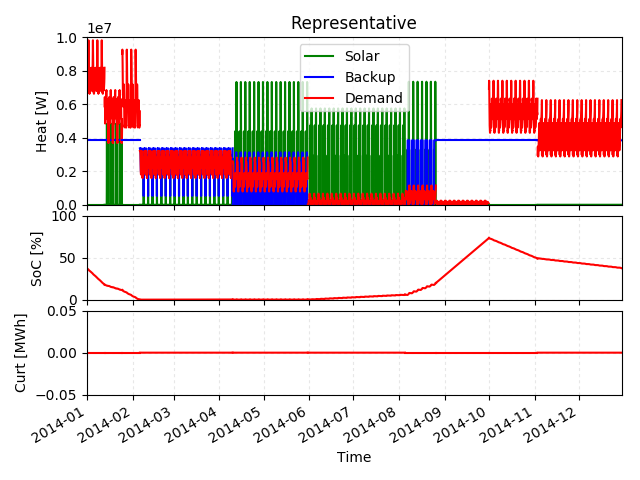 Representative
1e7
1.0
0.8
0.6
0.4
0.2
0.0
Heat [W]
Solar
Backup
Demand
100
50
0
SoC [%]
0.05
0.00
−0.05
Curt [MWh]
2014-01
2014-02
2014-03
2014-04
2014-05
2014-06
2014-07
2014-08
2014-09
2014-10
2014-11
2014-12
Time